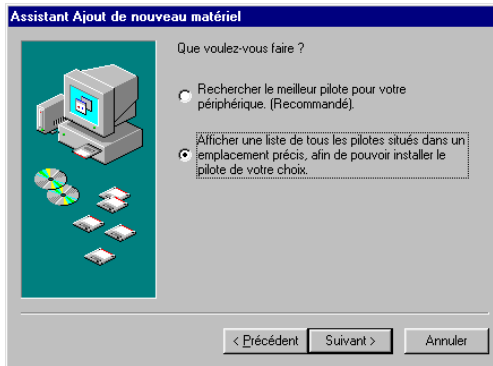 Assistant Ajout de nouveau matériel
Que voulez-vous faire ?
Rechercher le meilleur pilote pour votre
périphérique. (Recommandé).
Afficher une liste de tous les pilotes situés dans un
emplacement précis, afin de pouvoir installer le
pilote de votre choix.
< Précédent
Suivant >
Annuler